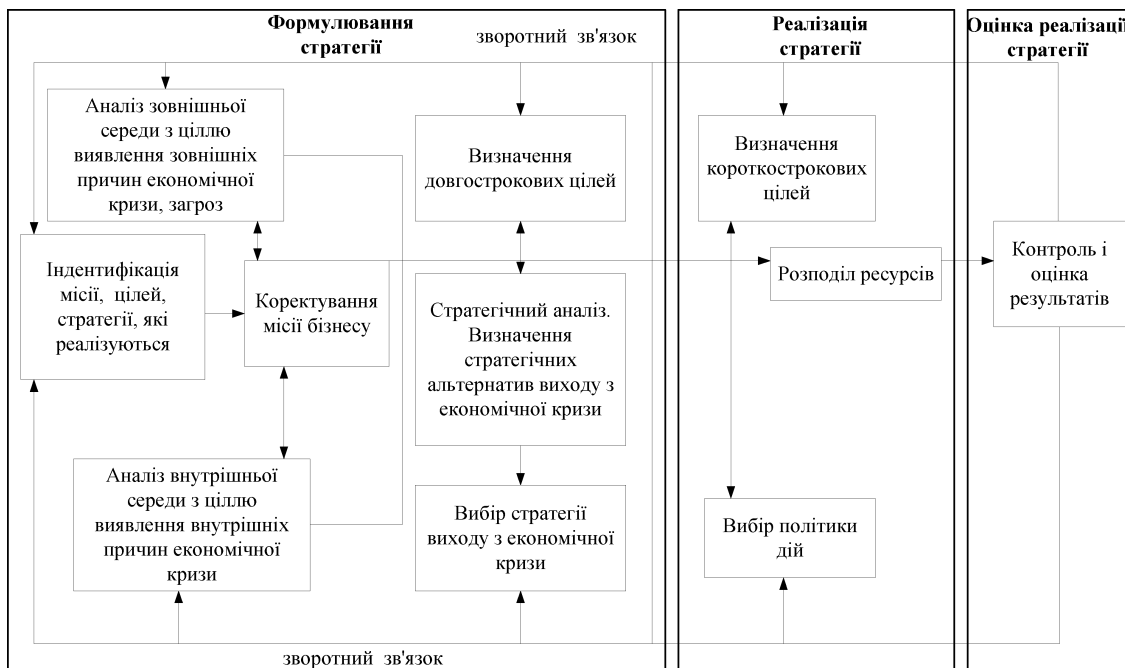 Формулювання
стратегії
зворотний зв'язок
Аналіз зовнішньої
середи з ціллю
виявлення зовнішніх
причин економічної
кризи, загроз
Індентифікація
місії, цілей,
стратегії, які
реалізуються
Коректування
місії бізнесу
Аналіз внутрішньої
середи з ціллю
виявлення внутрішніх
причин економічної
кризи
Визначення
довгострокових цілей
Стратегічний аналіз.
Визначення
стратегічних
альтернатив виходу з
економічної кризи
Вибір стратегії
виходу з економічної
кризи
зворотний зв'язок
Реалізація
стратегії
Визначення
короткострокових
цілей
Розподіл ресурсів
Вибір політики
дій
Оцінка реалізації
стратегії
Контроль і
оцінка
результатів